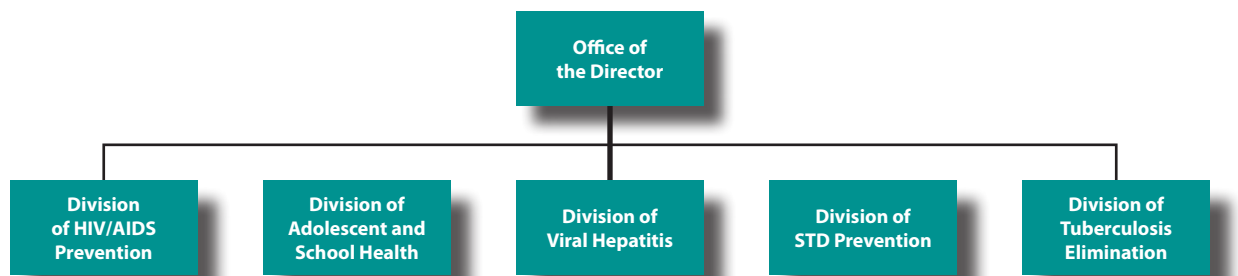 Office of
the Director
Division
of HIV/AIDS
Prevention
Division of
Adolescent and
School Health
Division of
Viral Hepatitis
Division of
STD Prevention
Division of
Tuberculosis
Elimination